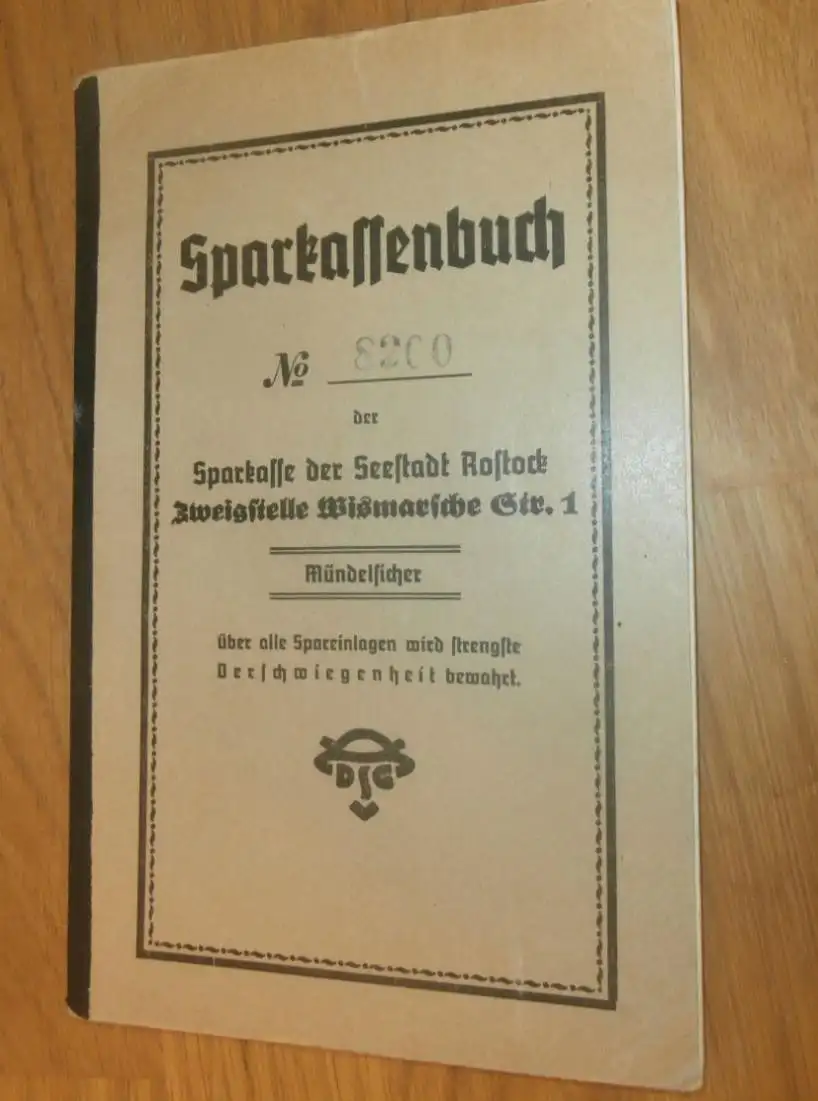 Sparkassenbuch
No 8200
der
Sparkasse der Seestadt Rostock
Zweigstelle Wismarsche Str. 1
Mündelsicher
Über alle Spareinlagen wird strengste
Verschwiegenheit bewahrt.
DSG